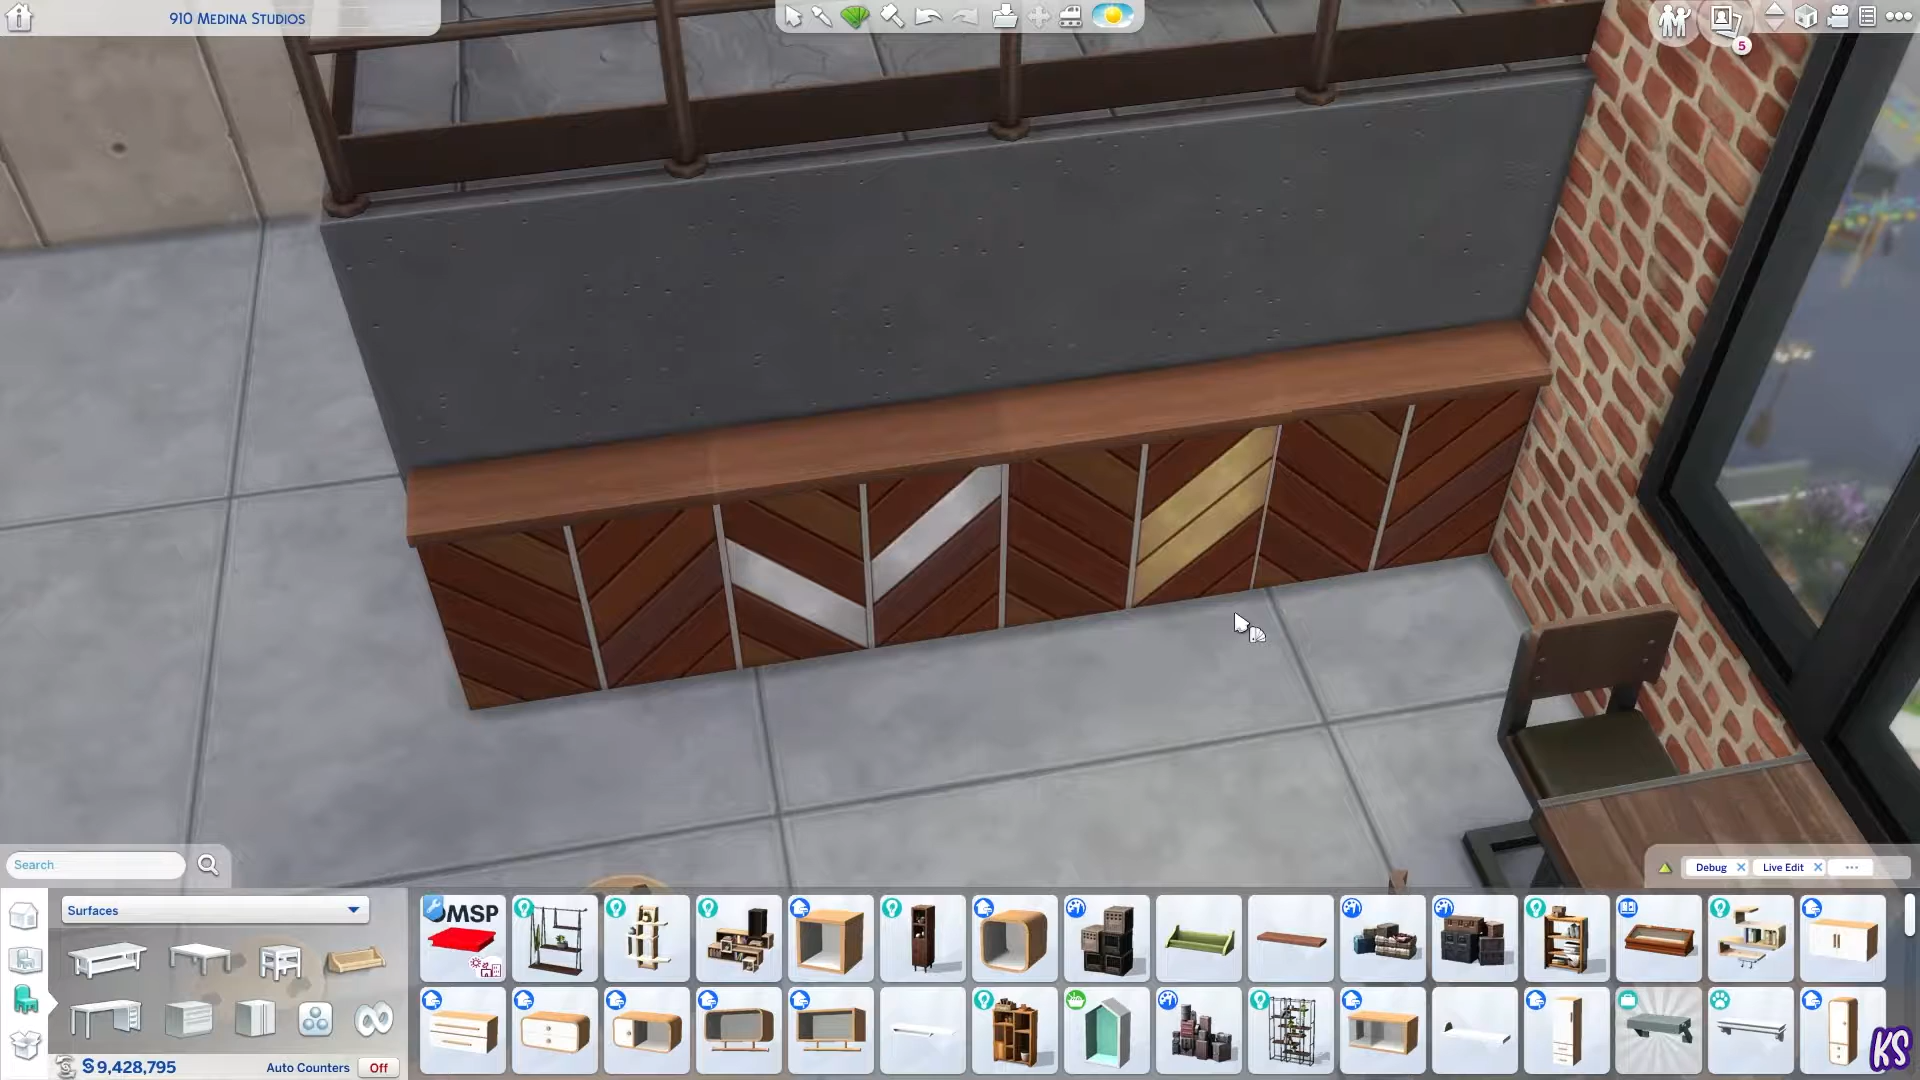 910 Medina Studios
5
Search
Debug
Live Edit
...
Surfaces
MSP
§9,428,795
Auto Counters
Off
KS